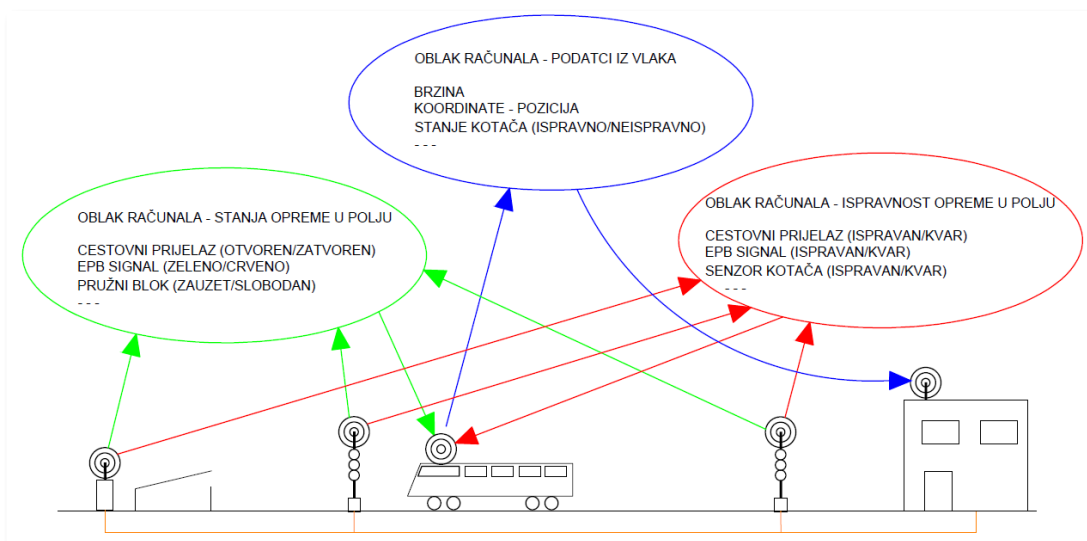 OBLAK RAČUNALA - PODATCI IZ VLAKA
BRZINA
KOORDINATE - POZICIJA
STANJE KOTAČA (ISPRAVNO/NEISPRAVNO)
- - -
OBLAK RAČUNALA - STANJA OPREME U POLJU
CESTOVNI PRIJELAZ (OTVOREN/ZATVOREN)
EPB SIGNAL (ZELENO/CRVENO)
PRUŽNI BLOK (ZAUZET/SLOBODAN)
- - -
OBLAK RAČUNALA - ISPRAVNOST OPREME U POLJU
CESTOVNI PRIJELAZ (ISPRAVAN/KVAR)
EPB SIGNAL (ISPRAVAN/KVAR)
SENZOR KOTAČA (ISPRAVAN/KVAR)
- - -